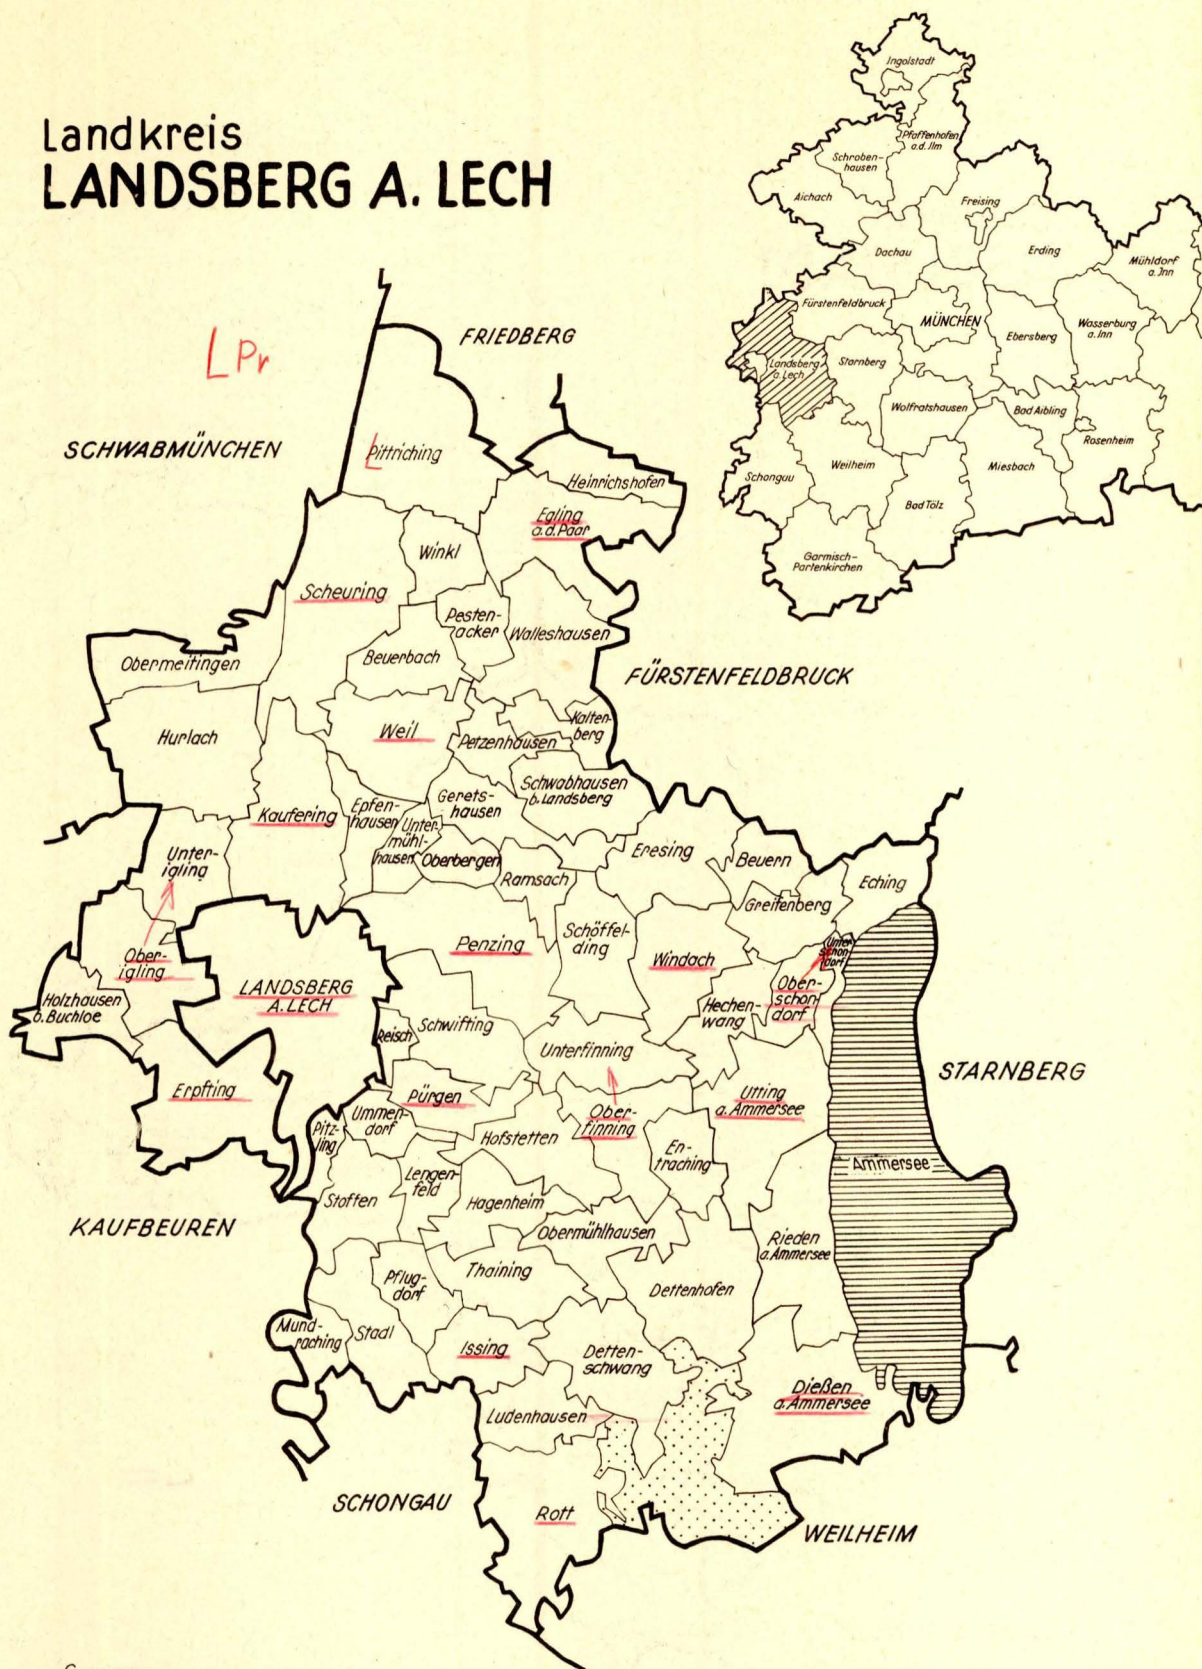 Landkreis
LANDSBERG A. LECH
Ingolstadt
Pfaffenhofen
a.d. Jlm
Schroben-
hausen
Aichach
Freising
Dachau
Erding
Mühldorf
a. Jnn
Fürstenfeldbruck
MÜNCHEN
Ebersberg
Wasserburg
a. Jnn
Landsberg
a. Lech
Starnberg
Wolfratshausen
Bad Aibling
Rosenheim
Schongau
Weilheim
Miesbach
Bad Tölz
Garmisch-
Partenkirchen
FRIEDBERG
L Pr
SCHWABMÜNCHEN
Pittriching
Heinrichshofen
Egling
a.d. Paar
Winkl
Scheuring
Pesten-
acker
Walleshausen
Beuerbach
Obermeitingen
FÜRSTENFELDBRUCK
Hurlach
Weil
Petzenhausen
Kalten-
berg
Schwabhausen
b. Landsberg
Gerets-
hausen
Kaufering
Epfen-
hausen
Unter-
mühl-
hausen
Oberbergen
Ramsach
Eresing
Beuern
Eching
Greifenberg
Unter-
igling
Ober-
igling
Penzing
Schöffel-
ding
Windach
Unter
schon
dorf
Ober-
schon
dorf
Hechen-
wang
LANDSBERG
A. LECH
Holzhausen
b. Buchloe
Reisch
Schwifting
Unterfinning
STARNBERG
Erpfting
Pürgen
Utting
a. Ammersee
Ober-
finning
Ummen-
dorf
Pitz-
ling
Hofstetten
En-
traching
Ammersee
Lengen-
feld
Stoffen
Hagenheim
KAUFBEUREN
Obermühlhausen
Rieden
a. Ammersee
Thaining
Pflug-
dorf
Dettenhofen
Mund-
raching
Stadl
Issing
Detten-
schwang
Dießen
a. Ammersee
Ludenhausen
SCHONGAU
Rott
WEILHEIM